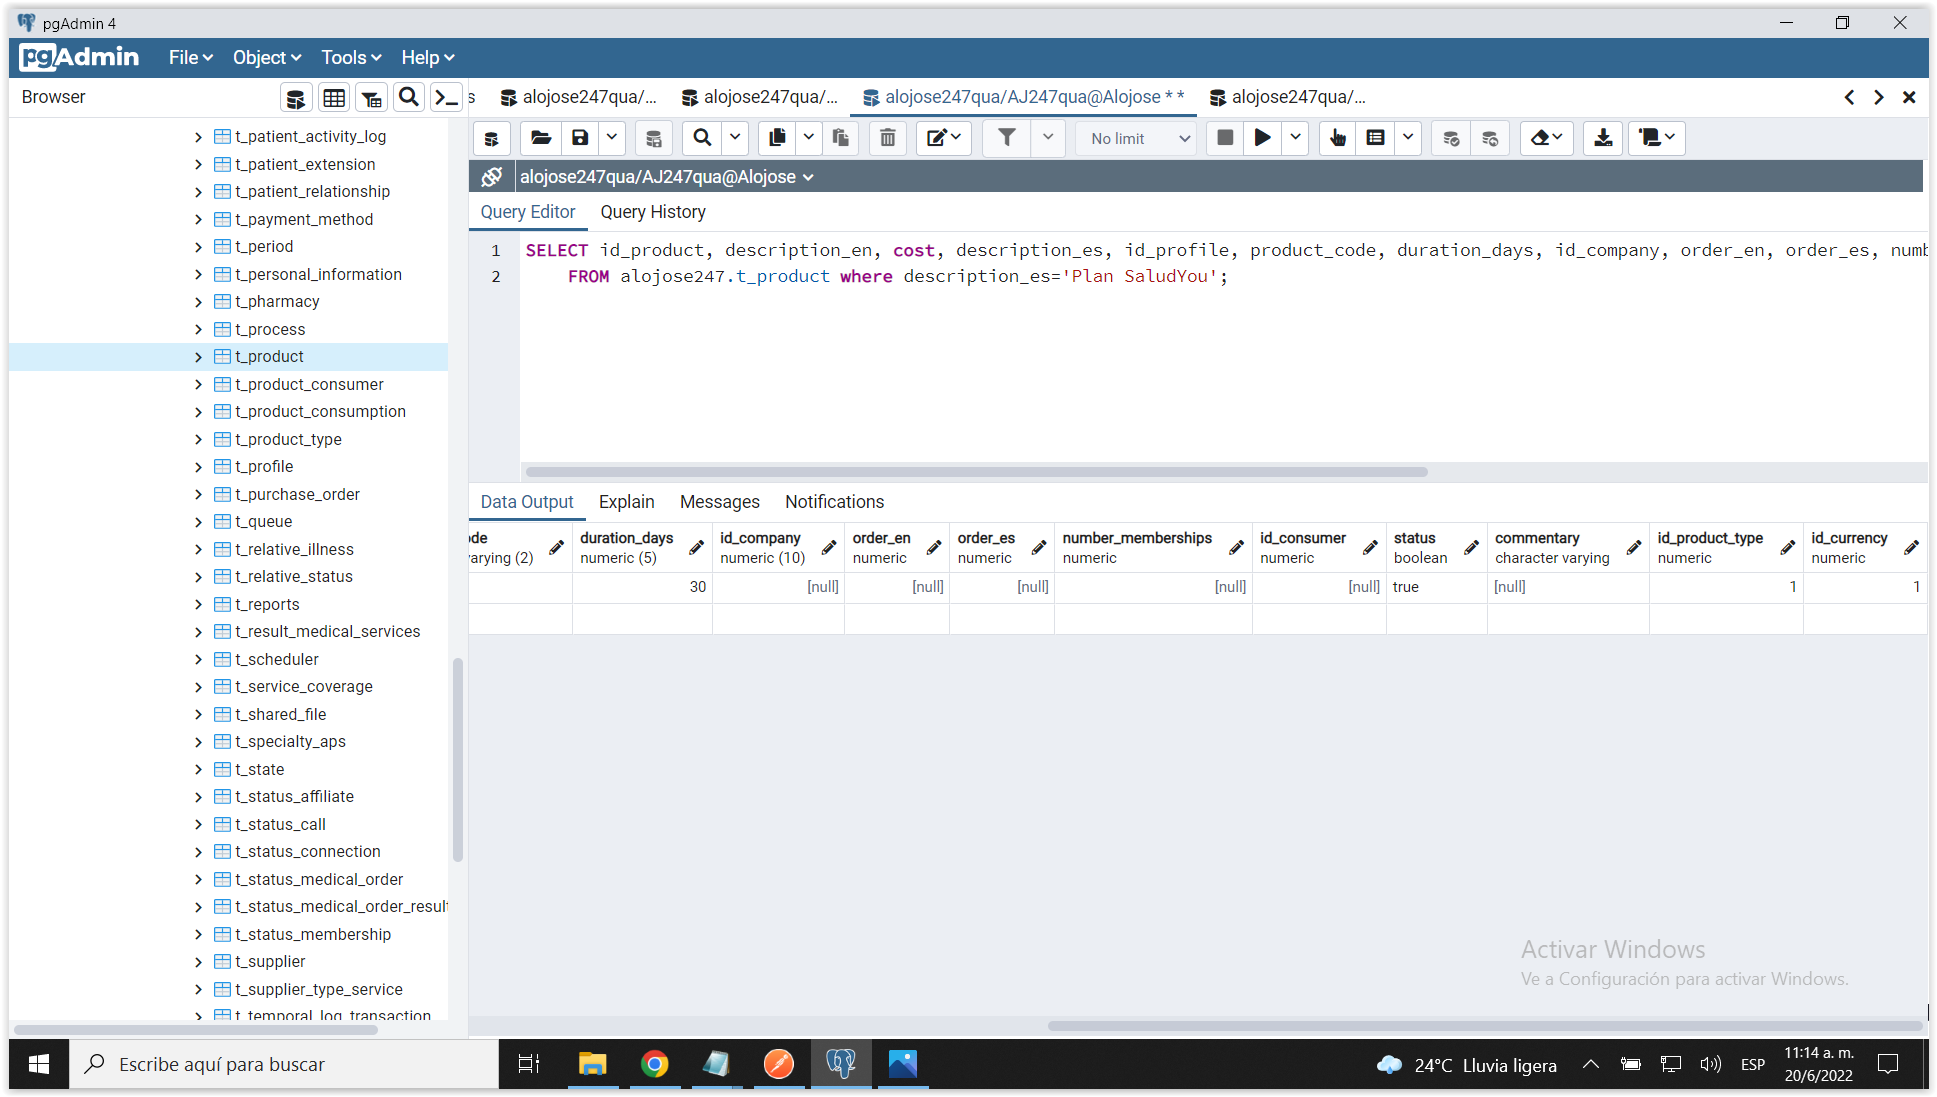 pgAdmin 4
pgAdmin File Object Tools Help
Browser
s alojose247qua/... alojose247qua/... alojose247qua/AJ247qua@Alojose * * alojose247qua/...
No limit
alojose247qua/AJ247qua@Alojose
Query Editor Query History
1 SELECT id_product, description_en, cost, description_es, id_profile, product_code, duration_days, id_company, order_en, order_es, numb
2 FROM alojose247.t_product where description_es='Plan SaludYou';
t_patient_activity_log
t_patient_extension
t_patient_relationship
t_payment_method
t_period
t_personal_information
t_pharmacy
t_process
t_product
t_product_consumer
t_product_consumption
t_product_type
t_profile
t_purchase_order
t_queue
t_relative_illness
t_relative_status
t_reports
t_result_medical_services
t_scheduler
t_service_coverage
t_shared_file
t_specialty_aps
t_state
t_status_affiliate
t_status_call
t_status_connection
t_status_medical_order
t_status_medical_order_result
t_status_membership
t_supplier
t_supplier_type_service
t_temporal_log_transaction
Data Output Explain Messages Notifications
ode duration_days id_company order_en order_es number_memberships id_consumer status commentary id_product_type id_currency
varying (2) numeric (5) numeric (10) numeric numeric numeric numeric boolean character varying numeric numeric
30 [null] [null] [null] [null] [null] true [null] 1 1
Activar Windows
Ve a Configuración para activar Windows.
Escribe aquí para buscar
24°C Lluvia ligera
ESP
11:14 a. m.
20/6/2022